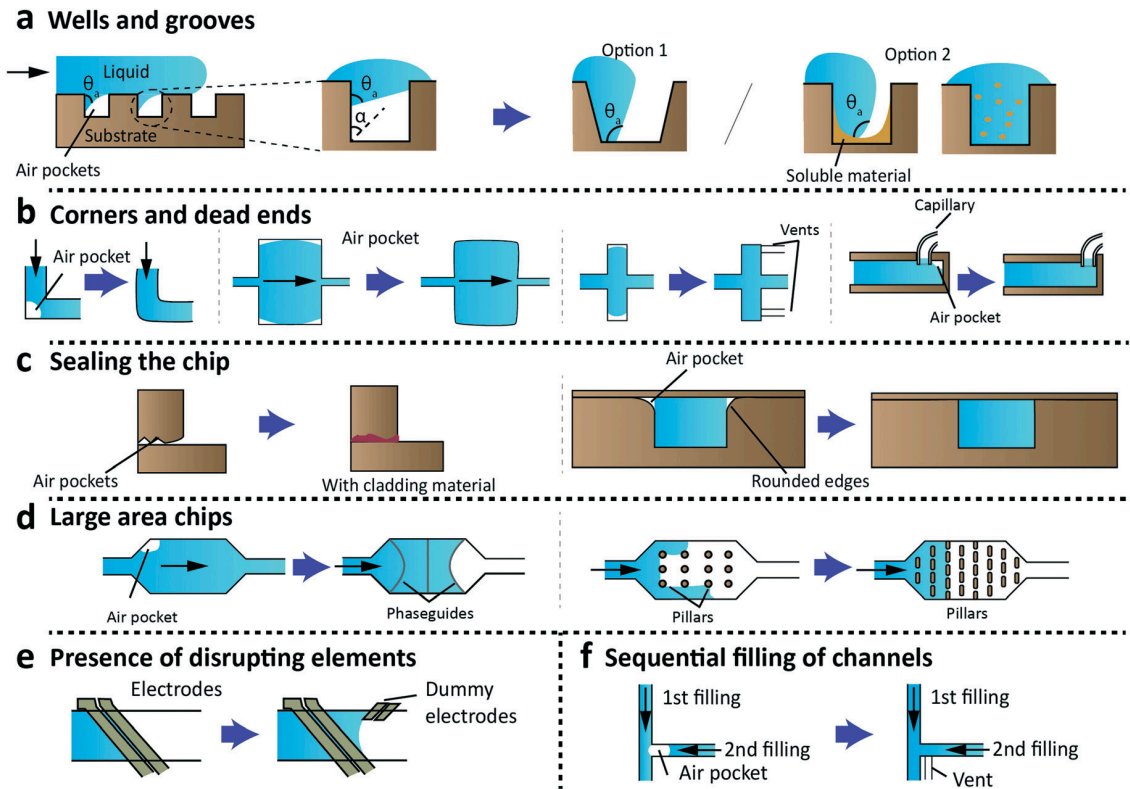 a Wells and grooves
Liquid
θa
Substrate
Air pockets
θa
α
Option 1
θa
Option 2
θa
Soluble material
b Corners and dead ends
Air pocket
Air pocket
Vents
Capillary
Air pocket
c Sealing the chip
Air pockets
With cladding material
Air pocket
Rounded edges
d Large area chips
Air pocket
Phaseguides
Pillars
Pillars
e Presence of disrupting elements
Electrodes
Dummy
electrodes
f Sequential filling of channels
1st filling
2nd filling
Air pocket
1st filling
2nd filling
Vent